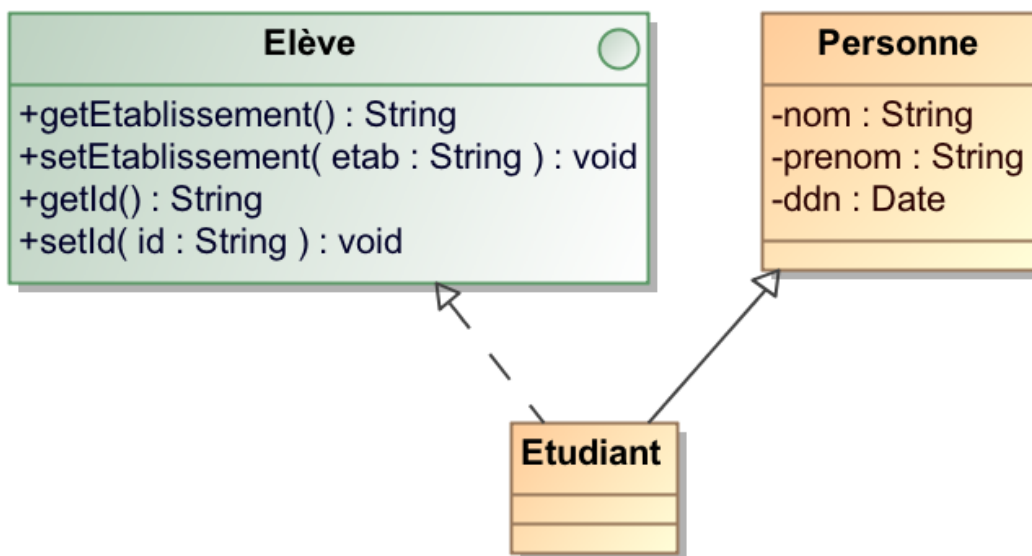 Elève
+getEtablissement() : String
+setEtablissement( etab : String ) : void
+getId() : String
+setId( id : String ) : void
Personne
-nom : String
-prenom : String
-ddn : Date
Etudiant